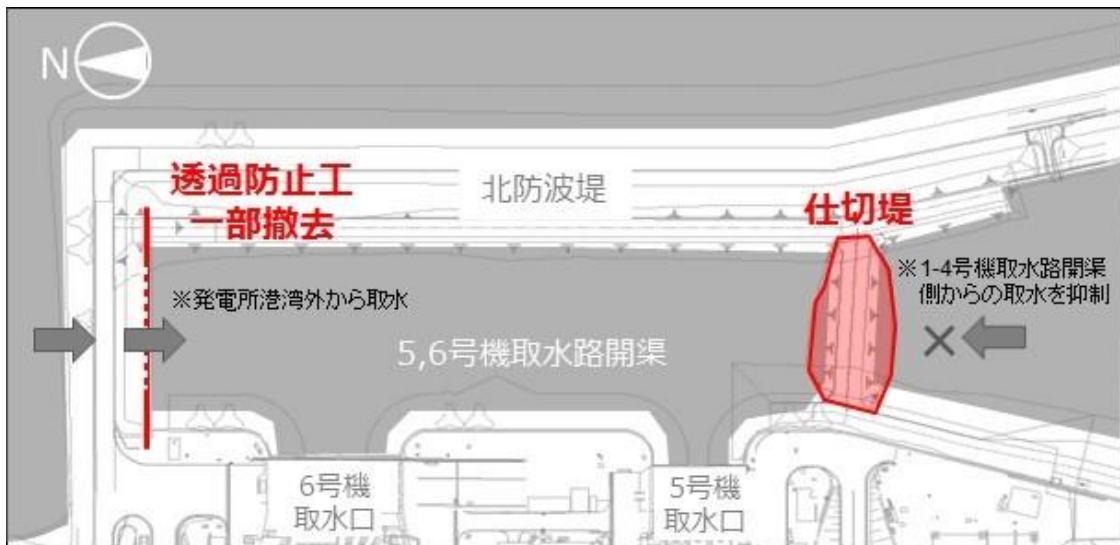 N
透過防止工
一部撤去
北防波堤
仕切堤
※発電所港湾外から取水
※1-4号機取水路開渠
側からの取水を抑制
5,6号機取水路開渠
6号機
取水口
5号機
取水口